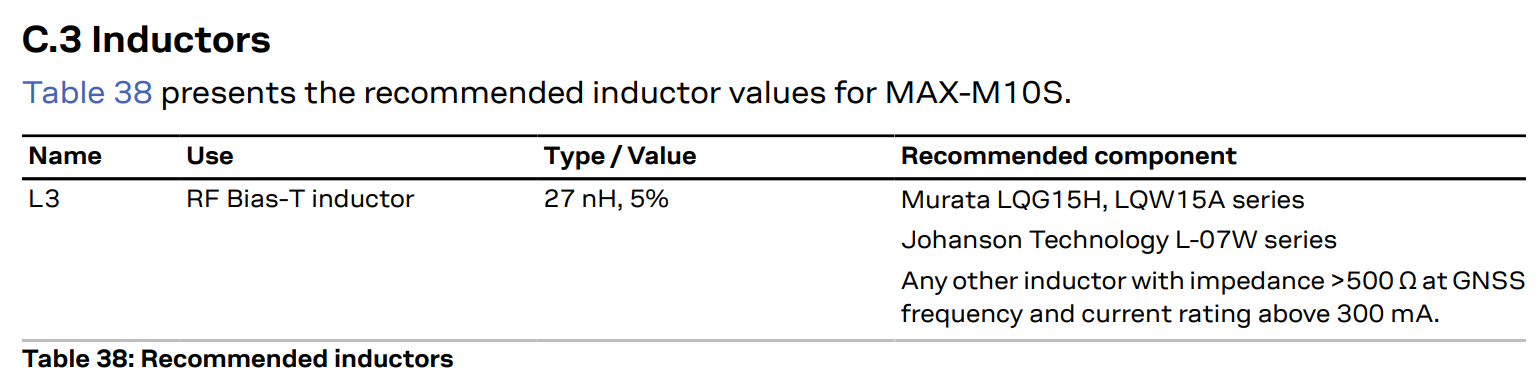 C.3 Inductors
Table 38 presents the recommended inductor values for MAX-M10S.
Name Use Type / Value Recommended component
L3 RF Bias-T inductor 27 nH, 5% Murata LQG15H, LQW15A series
Johanson Technology L-07W series
Any other inductor with impedance >500 Ω at GNSS
frequency and current rating above 300 mA.
Table 38: Recommended inductors